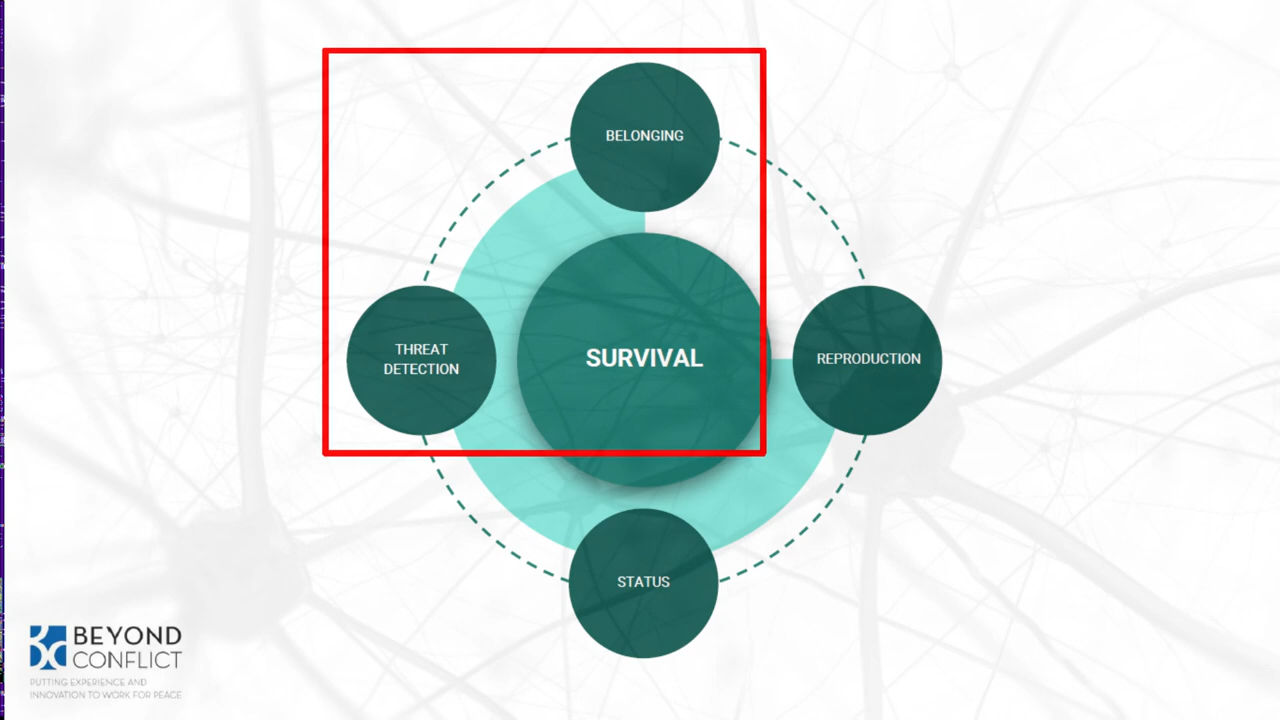 BELONGING
THREAT
DETECTION
SURVIVAL
REPRODUCTION
STATUS
BEYOND
CONFLICT
PUTTING EXPERIENCE AND
INNOVATION TO WORK FOR PEACE